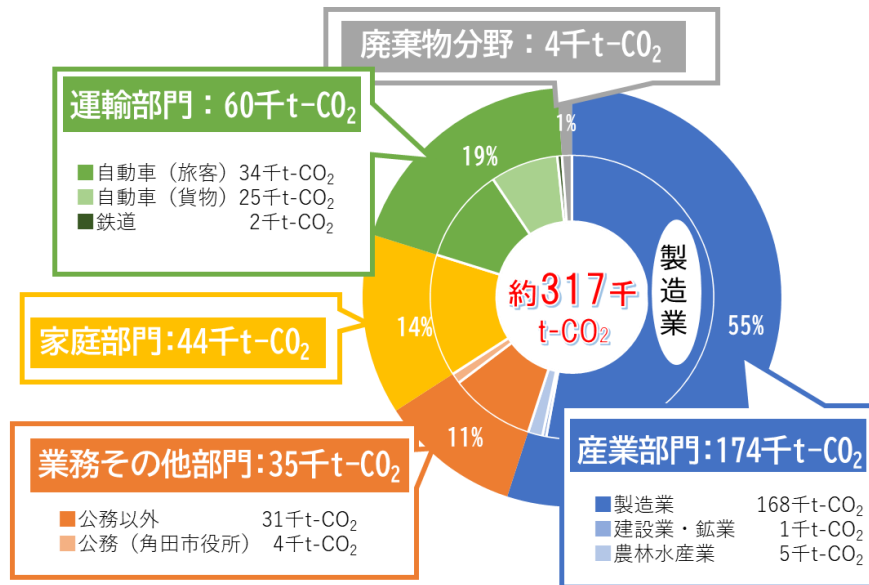 廃棄物分野：4千t-CO2
運輸部門：60千t-CO2
■自動車（旅客）34千t-CO2
■自動車（貨物）25千t-CO2
■鉄道 2千t-CO2
1%
19%
約317千
t-CO2
製造業
55%
14%
家庭部門:44千t-CO2
11%
業務その他部門:35千t-CO2
■公務以外 31千t-CO2
■公務（角田市役所） 4千t-CO2
産業部門:174千t-CO2
■製造業 168千t-CO2
■建設業・鉱業 1千t-CO2
■農林水産業 5千t-CO2